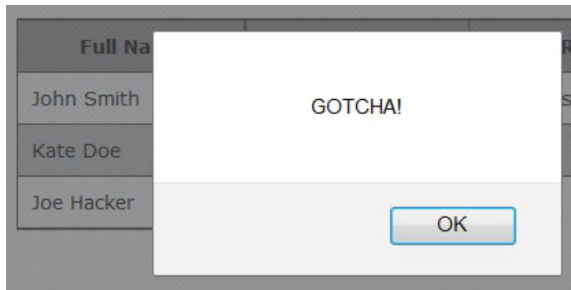 Full Na
R
John Smith
s
Kate Doe
Joe Hacker
GOTCHA!
OK